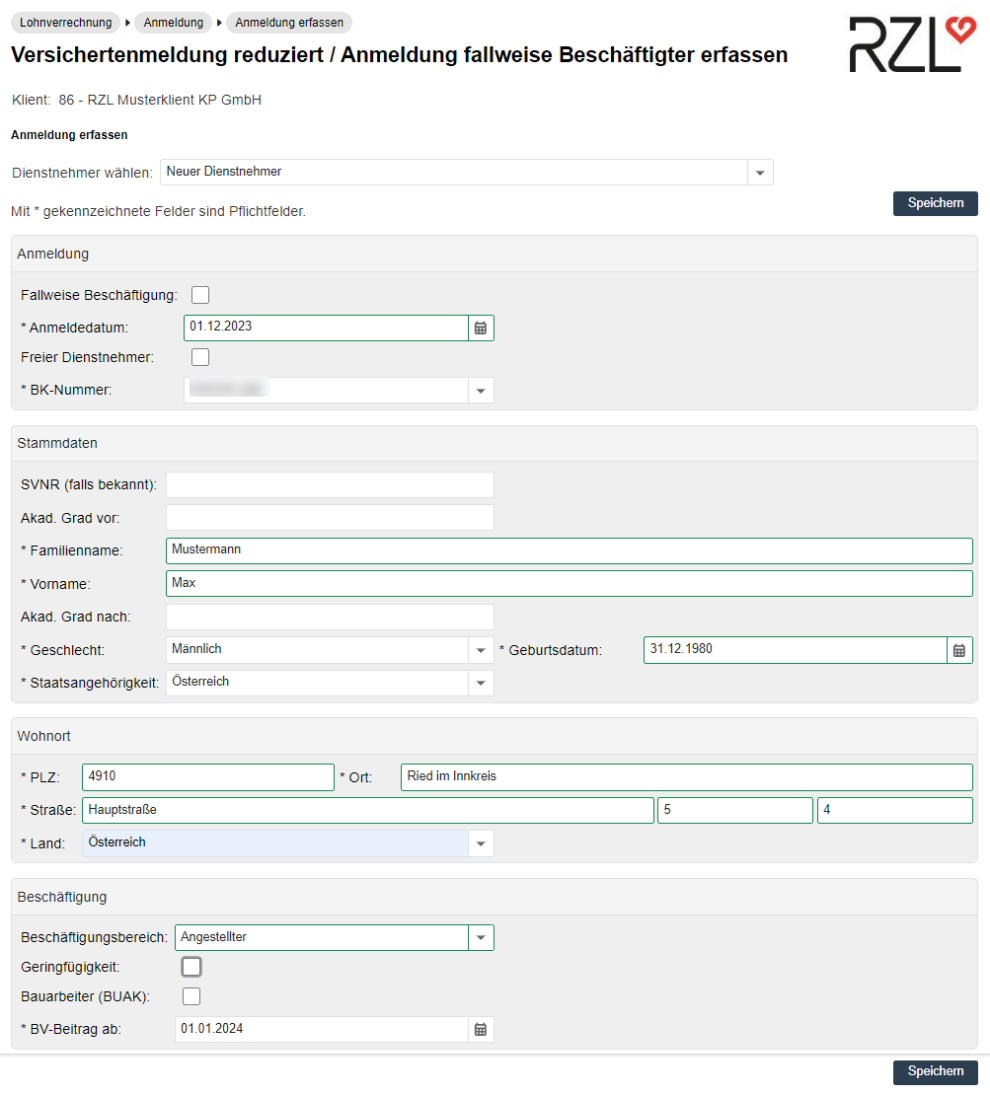 Lohnverrechnung Anmeldung Anmeldung erfassen
RZL
Versichertenmeldung reduziert / Anmeldung fallweise Beschäftigter erfassen
Klient: 86 - RZL Musterklient KP GmbH
Anmeldung erfassen
Dienstnehmer wählen: Neuer Dienstnehmer
Mit * gekennzeichnete Felder sind Pflichtfelder.
Speichern
Anmeldung
Fallweise Beschäftigung:
* Anmeldedatum: 01.12.2023
Freier Dienstnehmer:
* BK-Nummer:
Stammdaten
SVNR (falls bekannt):
Akad. Grad vor:
* Familienname: Mustermann
* Vorname: Max
Akad. Grad nach:
* Geschlecht: Männlich * Geburtsdatum: 31.12.1980
* Staatsangehörigkeit: Österreich
Wohnort
* PLZ: 4910 * Ort: Ried im Innkreis
* Straße: Hauptstraße 5 4
* Land: Österreich
Beschäftigung
Beschäftigungsbereich: Angestellter
Geringfügigkeit:
Bauarbeiter (BUAK):
* BV-Beitrag ab: 01.01.2024
Speichern